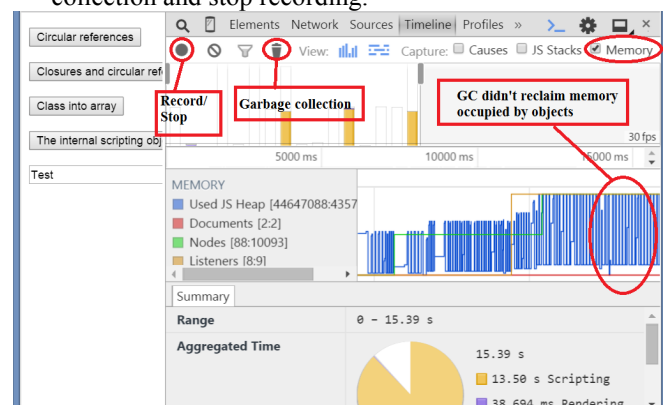 collection and stop recording.
Circular references
Closures and circular ref
Class into array
The internal scripting obj
Test
Elements Network Sources Timeline Profiles »
View: Capture: Causes JS Stacks Memory
Record/
Stop
Garbage collection
GC didn't reclaim memory
occupied by objects
30 fps
5000 ms 10000 ms 15000 ms
MEMORY
Used JS Heap [44647088:4357
Documents [2:2]
Nodes [88:10093]
Listeners [8:9]
Summary
Range 0 – 15.39 s
Aggregated Time
15.39 s
13.50 s Scripting
38.694 ms Rendering